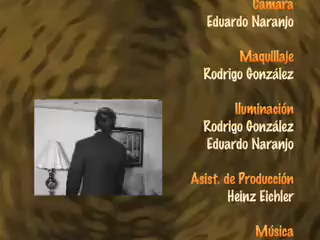 Cámara
Eduardo Naranjo
Maquillaje
Rodrigo González
Iluminación
Rodrigo González
Eduardo Naranjo
Asist. de Producción
Heinz Eichler
Música